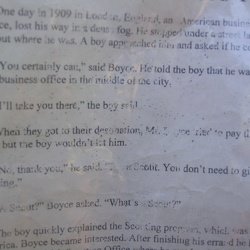 One day in 1909 in London, England, an American business
lost his way in a dense fog. He stopped under a street
out where he was. A boy approached him and asked if he
"You certainly can," said Boyce. He told the boy that he wa
business office in the middle of the city.
I'll take you there," the boy said.
When they got to their destination, Mr. Boyce tried to pay t
but the boy wouldn't let him.
"No, thank you," he said. Scout. You don't need to gi
ing."
Scout?" Boyce asked. "What's a Scout?"
The boy quickly explained the Scouting program, which wa
rica. Boyce became interested. After finishing his errand he
Office where